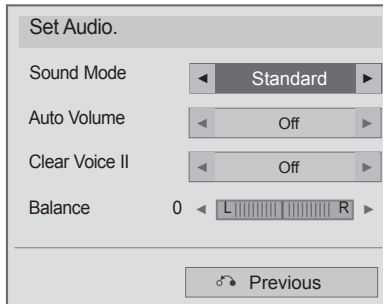 Set Audio.
Sound Mode ◄ Standard ►
Auto Volume ◄ Off ►
Clear Voice II ◄ Off ►
Balance 0 ◄ L R ►
Previous